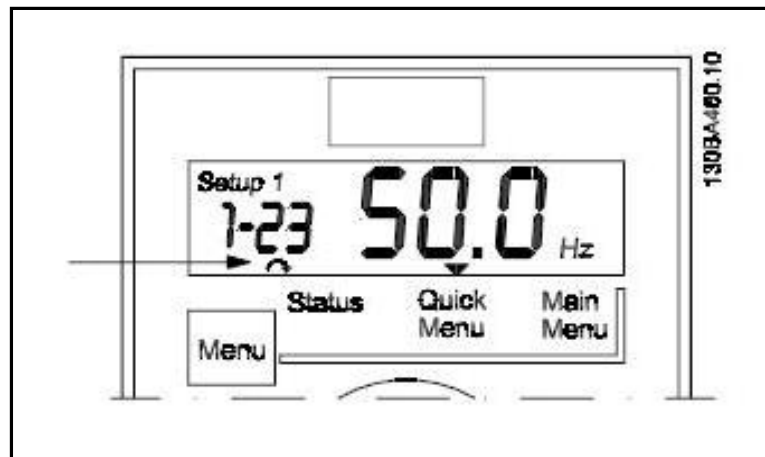 Setup 1
1-23
50.0
Hz
Status
Quick
Menu
Main
Menu
Menu
130BA460.10